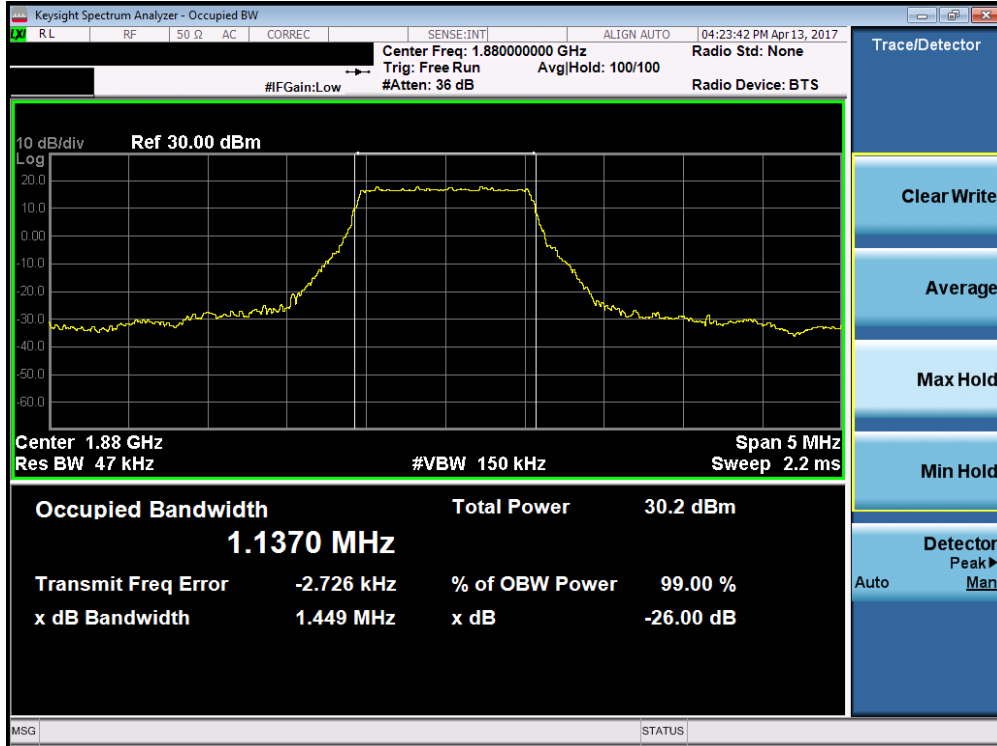 Keysight Spectrum Analyzer - Occupied BW
LXI RL RF 50 Ω AC CORREC SENSE:INT ALIGN AUTO 04:23:42 PM Apr 13, 2017
Center Freq: 1.880000000 GHz Radio Std: None
Trig: Free Run Avg|Hold: 100/100
#IFGain:Low #Atten: 36 dB Radio Device: BTS
Trace/Detector
10 dB/div Ref 30.00 dBm
Log
20.0
10.0
0.00
-10.0
-20.0
-30.0
-40.0
-50.0
-60.0
Center 1.88 GHz Span 5 MHz
Res BW 47 kHz #VBW 150 kHz Sweep 2.2 ms
Occupied Bandwidth Total Power 30.2 dBm
1.1370 MHz
Transmit Freq Error -2.726 kHz % of OBW Power 99.00 %
x dB Bandwidth 1.449 MHz x dB -26.00 dB
Clear Write
Average
Max Hold
Min Hold
Detector
Peak▶
Auto Man
MSG STATUS